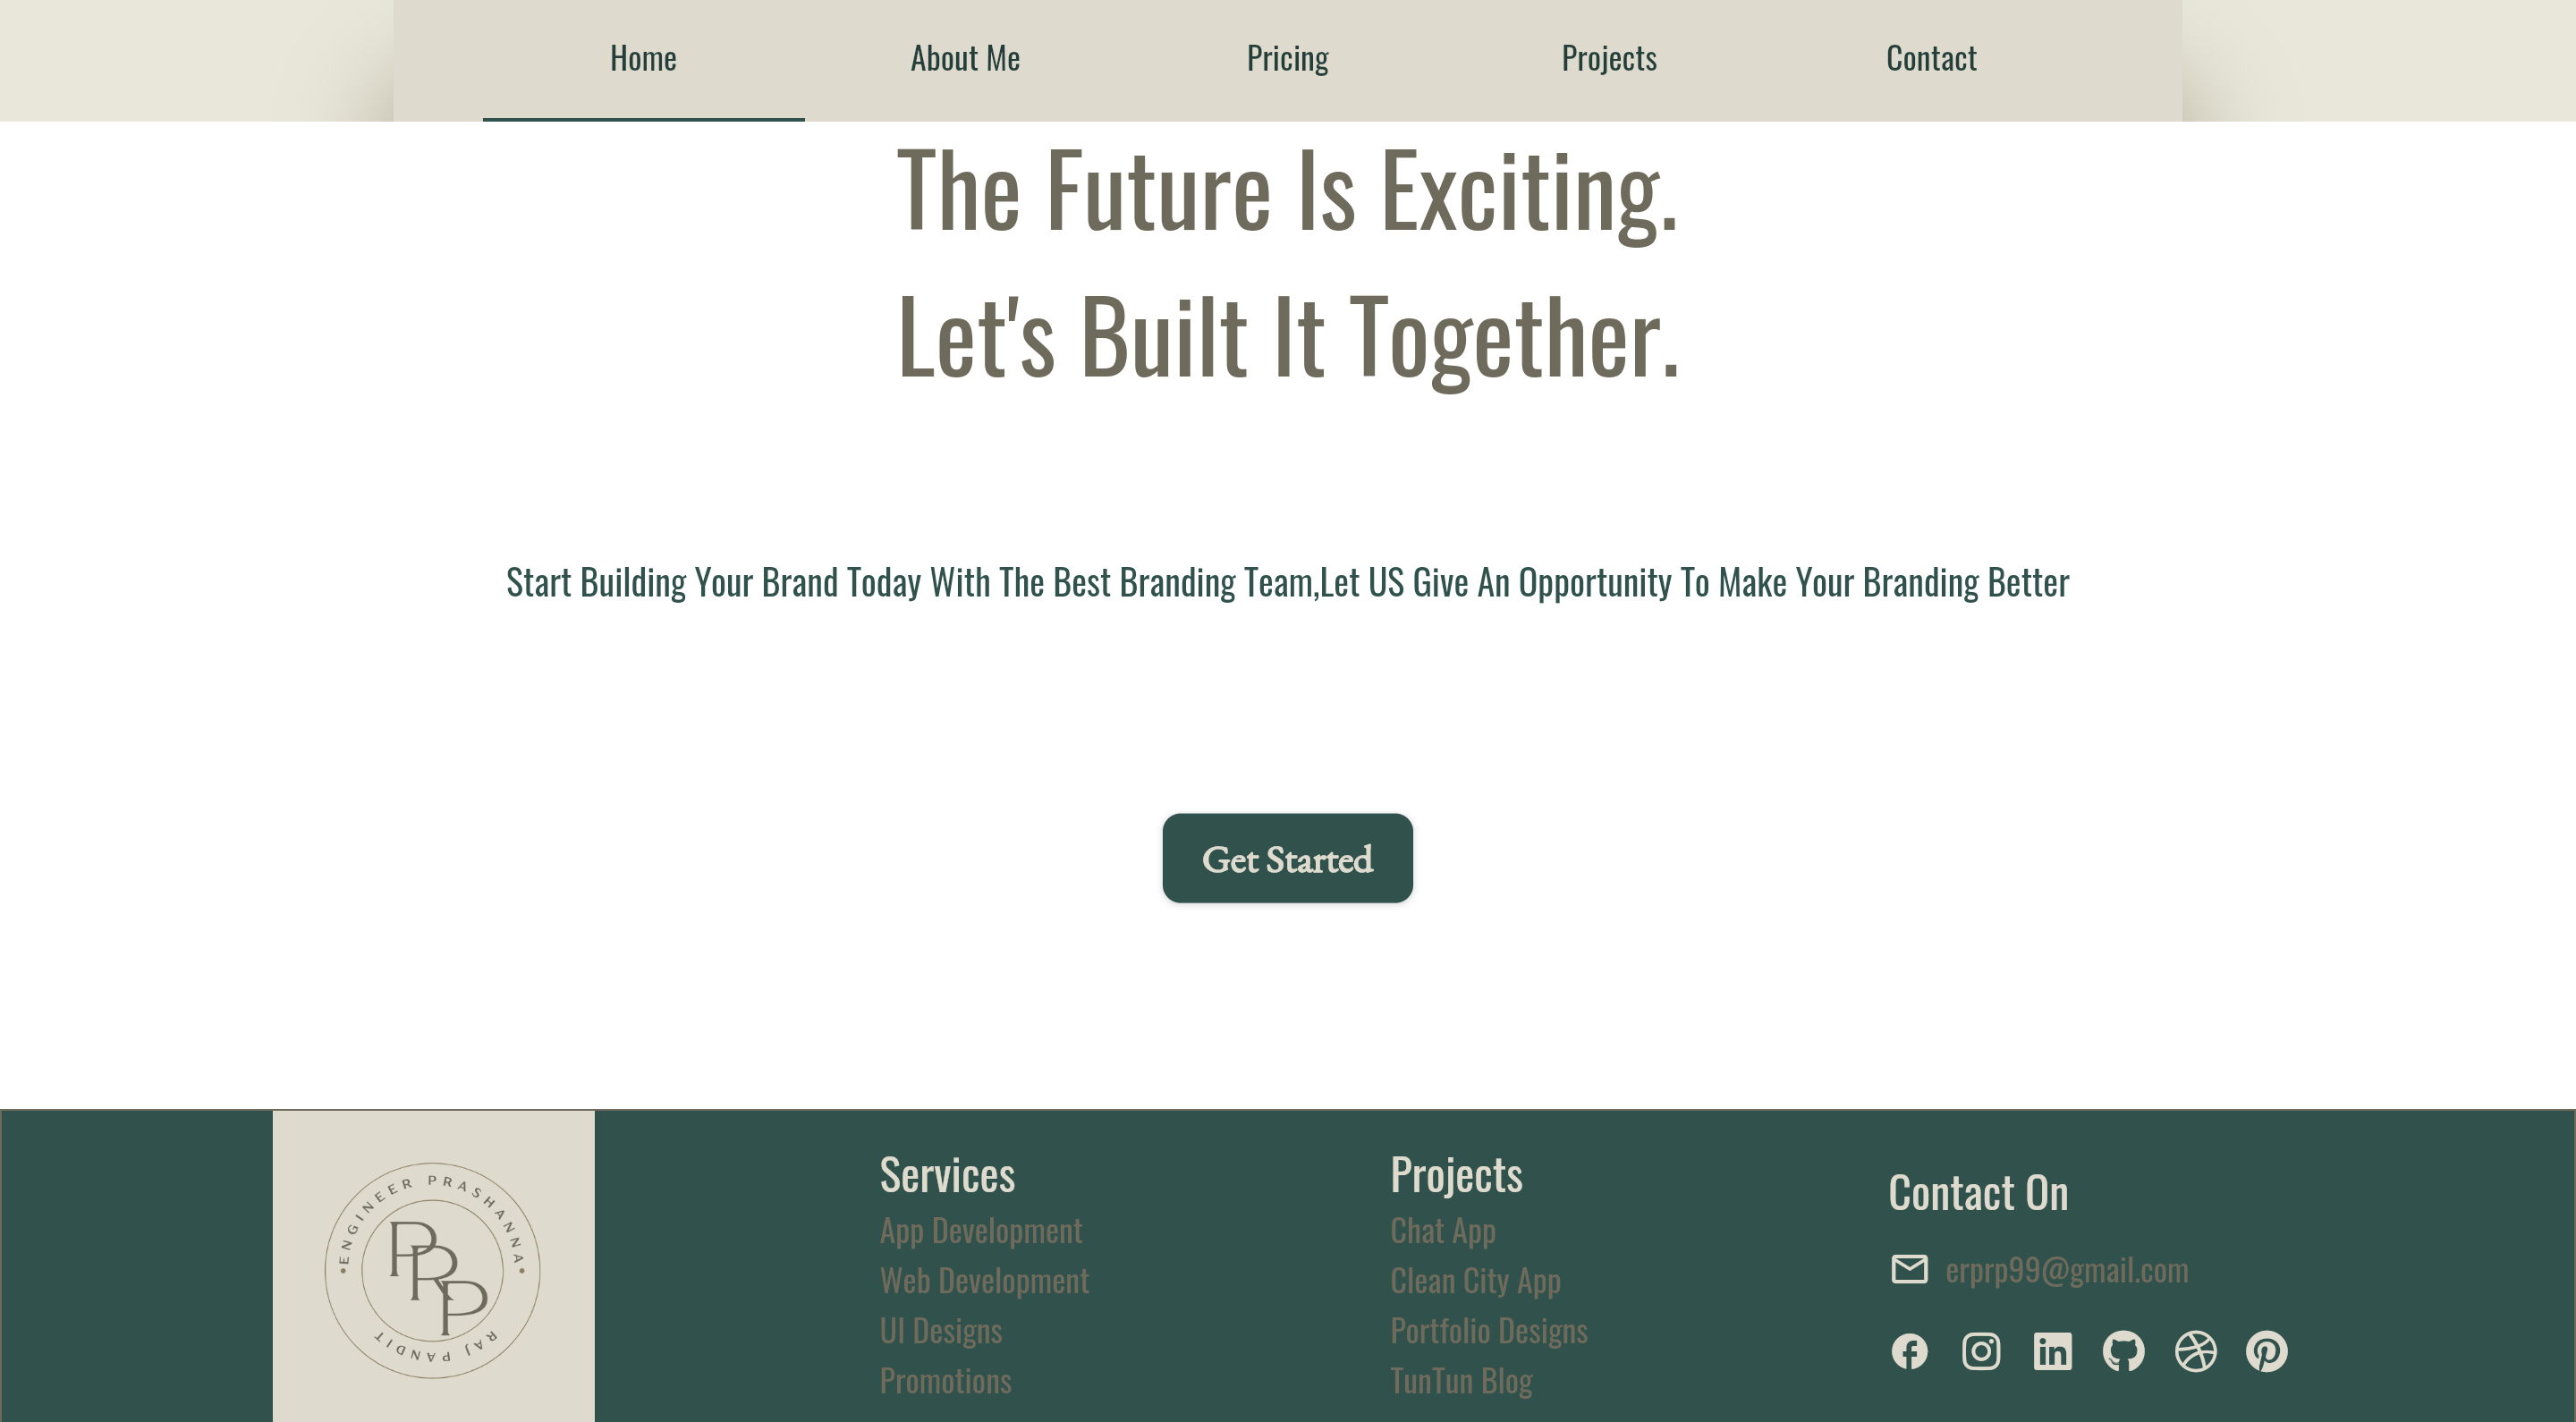 Home
About Me
Pricing
Projects
Contact
The Future Is Exciting.
Let's Built It Together.
Start Building Your Brand Today With The Best Branding Team,Let US Give An Opportunity To Make Your Branding Better
Get Started
ENGINEER PRASHANNA
PRP
RAJ PANDIT
Services
App Development
Web Development
UI Designs
Promotions
Projects
Chat App
Clean City App
Portfolio Designs
TunTun Blog
Contact On
erprp99@gmail.com